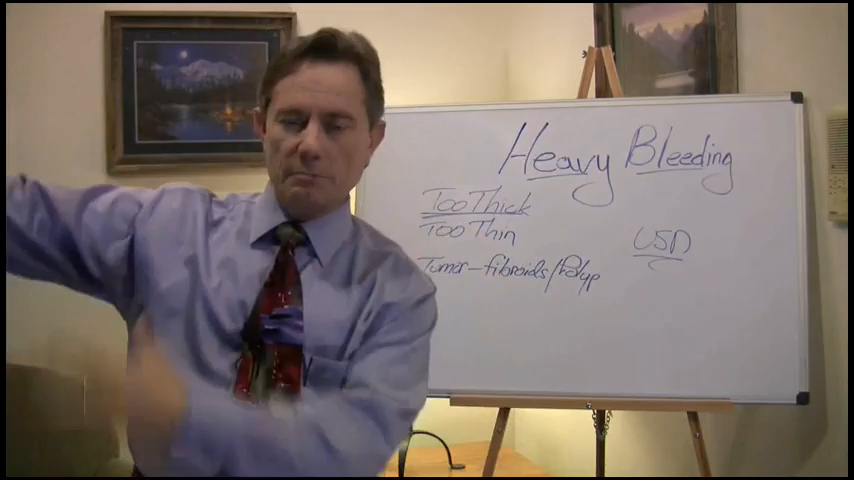 Heavy Bleeding
Too Thick
Too Thin
USD
Tumor - fibroids/Polyp